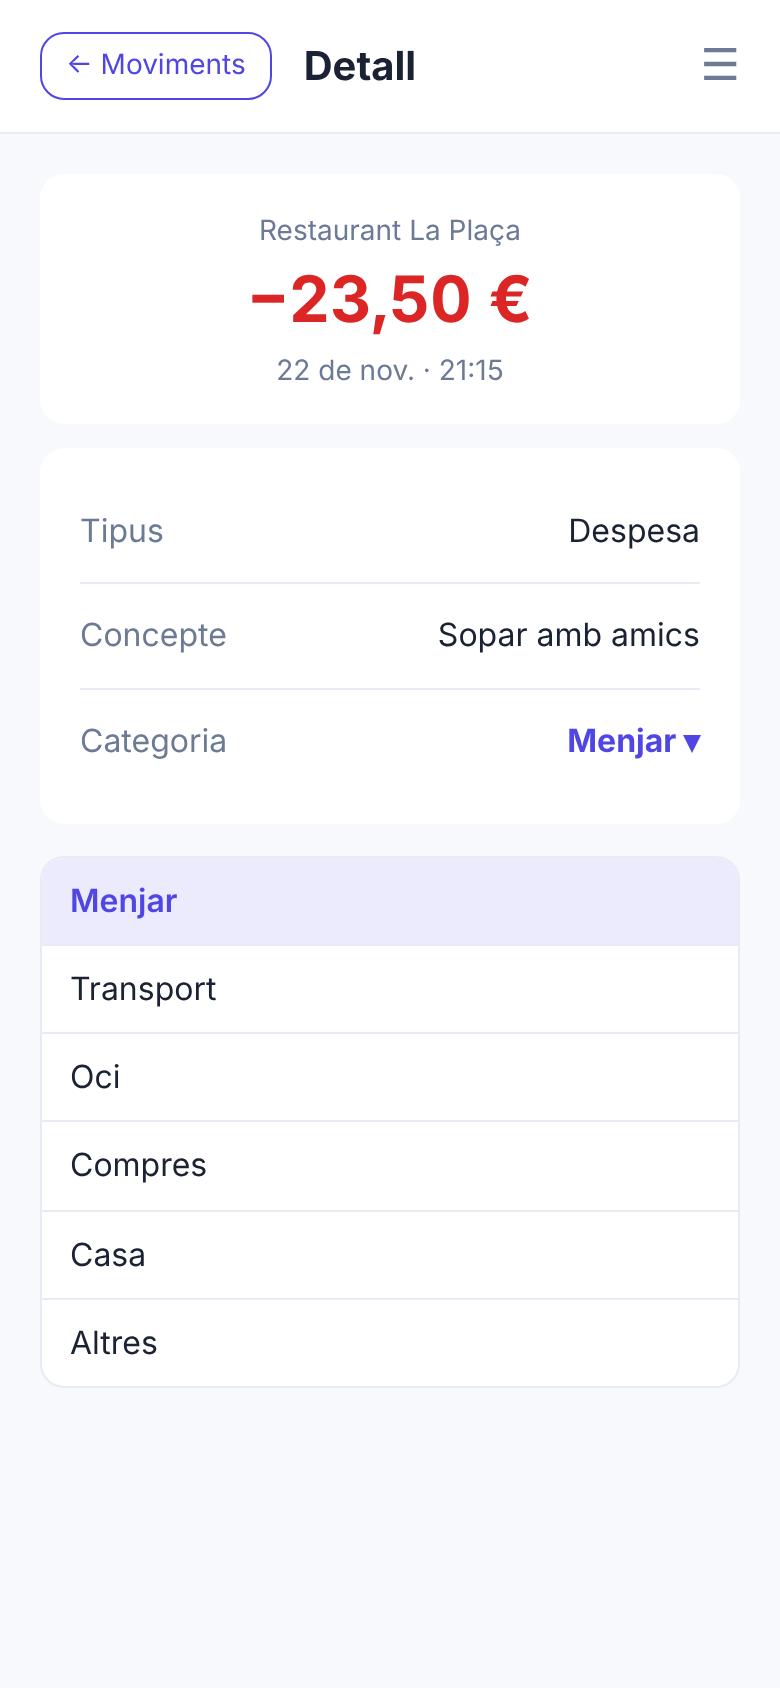 ← Moviments Detall ☰
Restaurant La Plaça
−23,50 €
22 de nov. · 21:15
Tipus Despesa
Concepte Sopar amb amics
Categoria Menjar ▾
Menjar
Transport
Oci
Compres
Casa
Altres